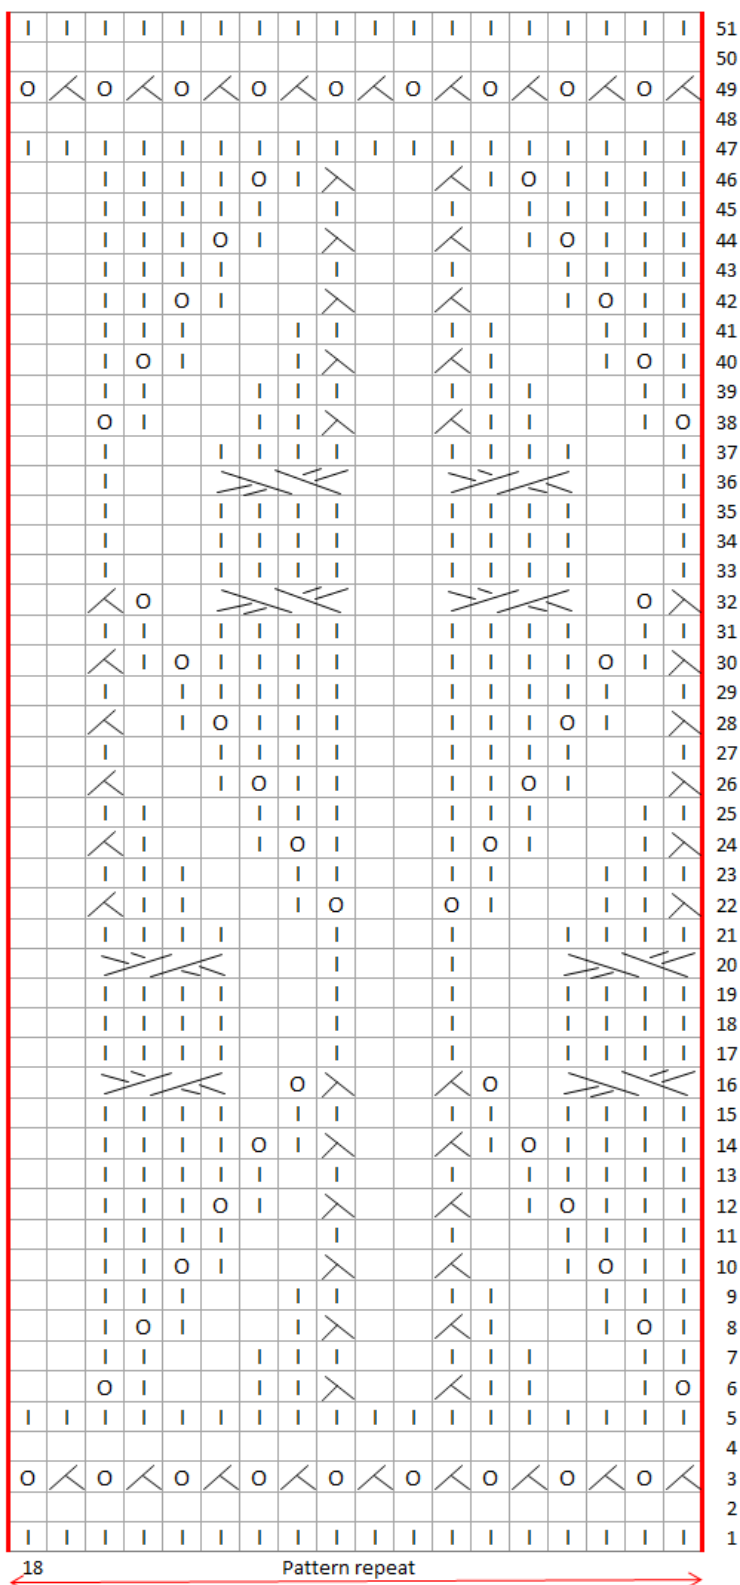 I I I I I I I I I I I I I I I I I I 51
50
O O O O O O O O O 49
48
I I I I I I I I I I I I I I I I I I 47
I I I I O I I O I I I I 46
I I I I I I I I I I I I 45
I I I O I I O I I I 44
I I I I I I I I I I 43
I I O I I O I I 42
I I I I I I I I I I 41
I O I I I I O I 40
I I I I I I I I I I 39
O I I I I I I O 38
I I I I I I I I I I 37
I I 36
I I I I I I I I I I 35
I I I I I I I I I I 34
I I I I I I I I I I 33
O O 32
I I I I I I I I I I I I 31
I O I I I I I I I I O I 30
I I I I I I I I I I I I 29
I O I I I I I I O I 28
I I I I I I I I I I 27
I O I I I I O I 26
I I I I I I I I I I 25
I I O I I O I I 24
I I I I I I I I I I 23
I I I O O I I I 22
I I I I I I I I I I 21
I I 20
I I I I I I I I I I 19
I I I I I I I I I I 18
I I I I I I I I I I 17
O O 16
I I I I I I I I I I I I 15
I I I I O I I O I I I I 14
I I I I I I I I I I I I 13
I I I O I I O I I I 12
I I I I I I I I I I 11
I I O I I O I I 10
I I I I I I I I I I 9
I O I I I I O I 8
I I I I I I I I I I 7
O I I I I I I O 6
I I I I I I I I I I I I I I I I I I 5
4
O O O O O O O O O 3
2
I I I I I I I I I I I I I I I I I I 1
18 Pattern repeat